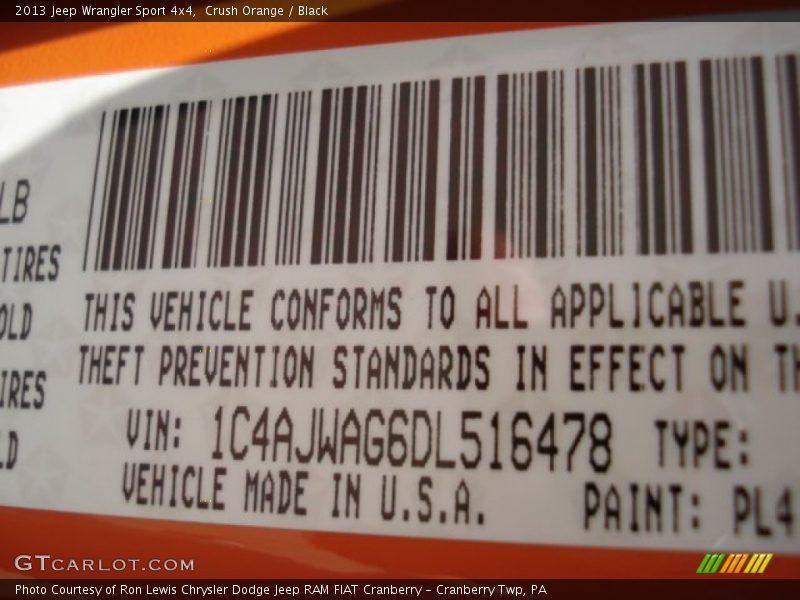 2013 Jeep Wrangler Sport 4x4,  Crush Orange / Black
LB
TIRES
OLD
IRES
LD
THIS VEHICLE CONFORMS TO ALL APPLICABLE U.
THEFT PREVENTION STANDARDS IN EFFECT ON TH
VIN: 1C4AJWAG6DL516478 TYPE:
VEHICLE MADE IN U.S.A. PAINT: PL4
GTCARLOT.COM
Photo Courtesy of Ron Lewis Chrysler Dodge Jeep RAM FIAT Cranberry – Cranberry Twp, PA